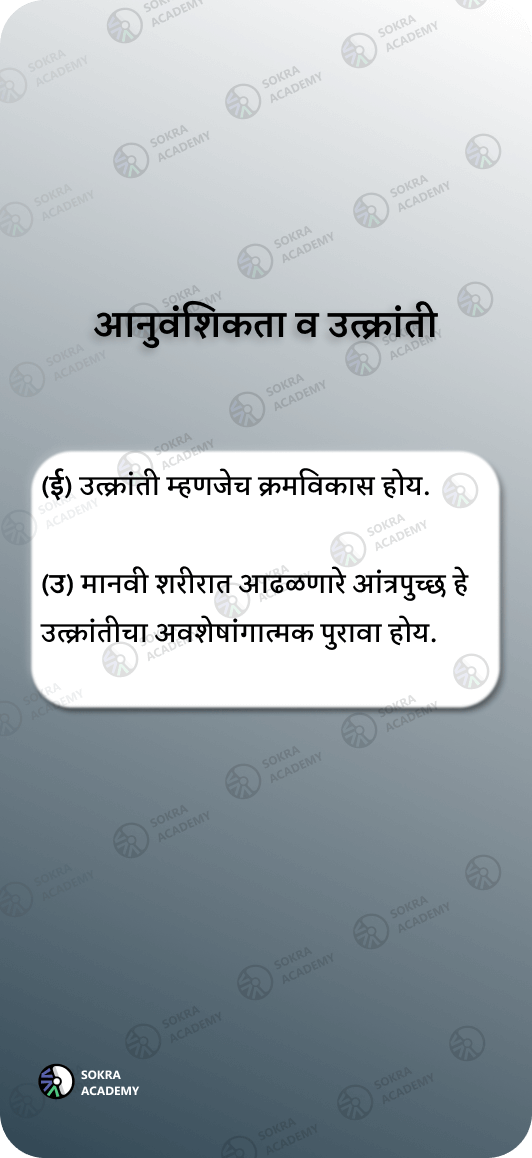 आनुवंशिकता व उत्क्रांती
(ई) उत्क्रांती म्हणजेच क्रमविकास होय.
(उ) मानवी शरीरात आढळणारे आंत्रपुच्छ हे
उत्क्रांतीचा अवशेषांगात्मक पुरावा होय.
SOKRA
ACADEMY